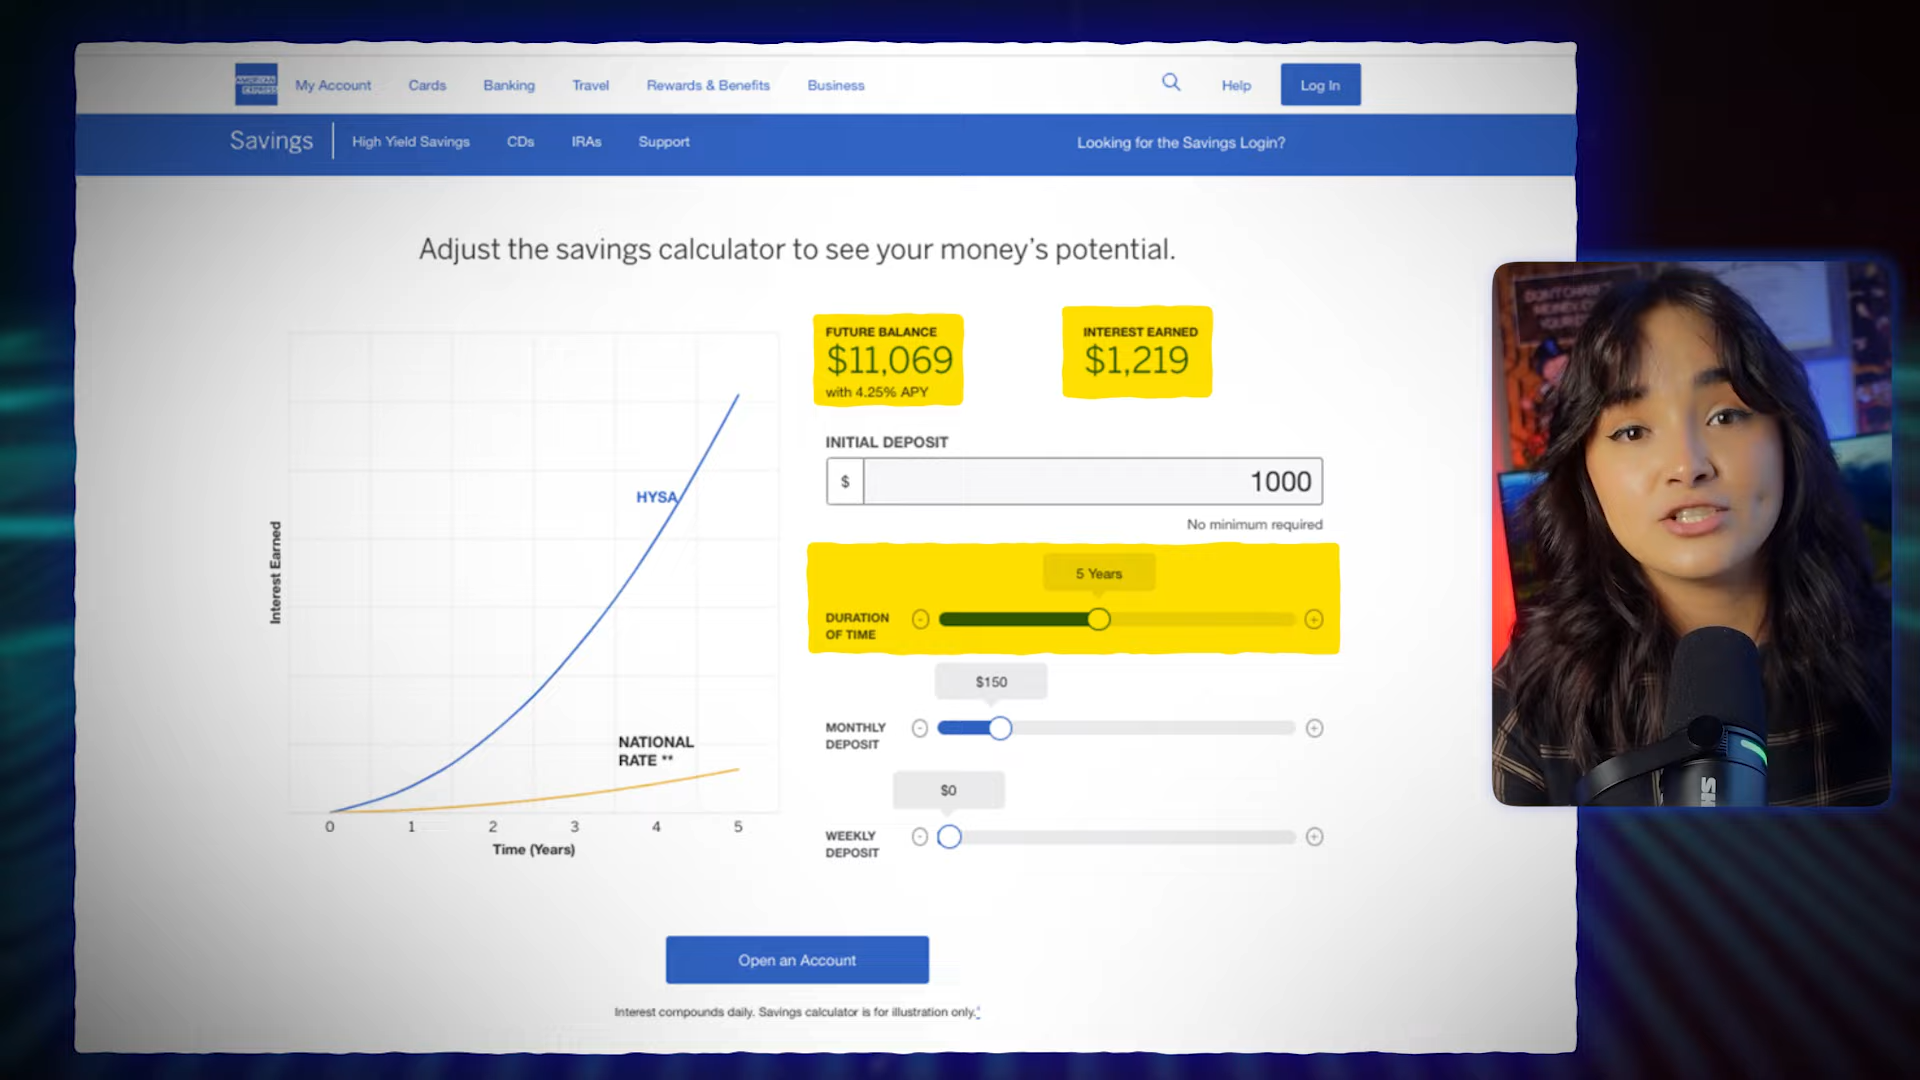 AMERICAN
EXPRESS
My Account
Cards
Banking
Travel
Rewards & Benefits
Business
Help
Log In
Savings
High Yield Savings
CDs
IRAs
Support
Looking for the Savings Login?
Adjust the savings calculator to see your money’s potential.
FUTURE BALANCE
$11,069
with 4.25% APY
INTEREST EARNED
$1,219
INITIAL DEPOSIT
$
1000
No minimum required
5 Years
DURATION
OF TIME
$150
MONTHLY
DEPOSIT
$0
WEEKLY
DEPOSIT
Interest Earned
HYSA
NATIONAL
RATE **
0
1
2
3
4
5
Time (Years)
Open an Account
Interest compounds daily. Savings calculator is for illustration only.